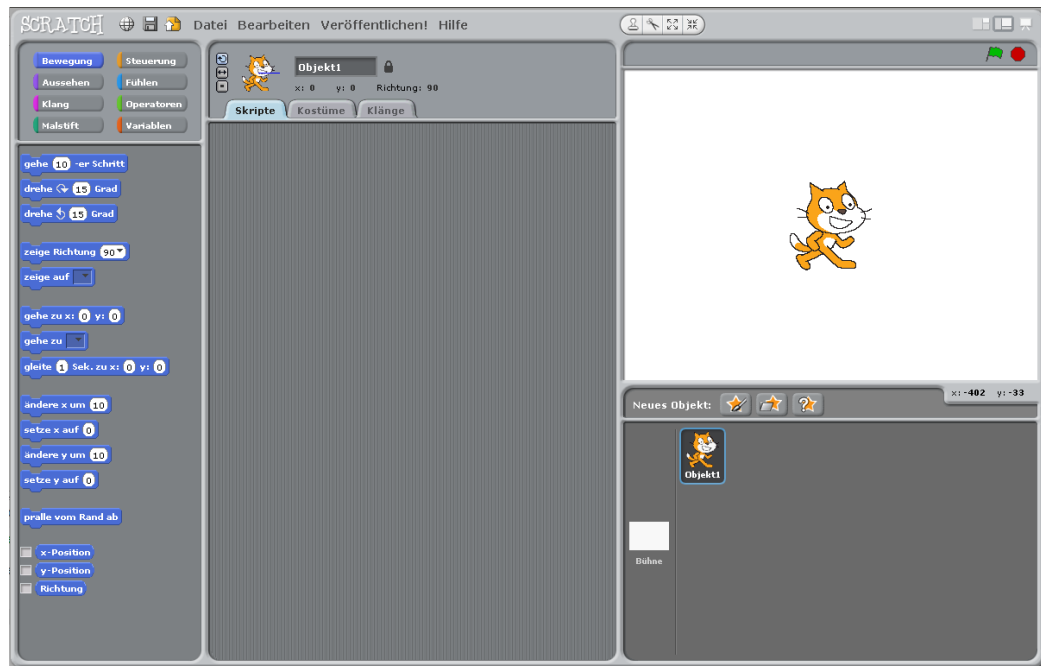 SCRATCH Datei Bearbeiten Veröffentlichen! Hilfe
Bewegung Steuerung
Aussehen Fühlen
Klang Operatoren
Malstift Variablen
gehe 10 -er Schritt
drehe 15 Grad
drehe 15 Grad
zeige Richtung 90
zeige auf
gehe zu x: 0 y: 0
gehe zu
gleite 1 Sek. zu x: 0 y: 0
ändere x um 10
setze x auf 0
ändere y um 10
setze y auf 0
pralle vom Rand ab
x-Position
y-Position
Richtung
Objekt1
x: 0 y: 0 Richtung: 90
Skripte Kostüme Klänge
x: -402 y: -33
Neues Objekt:
Objekt1
Bühne